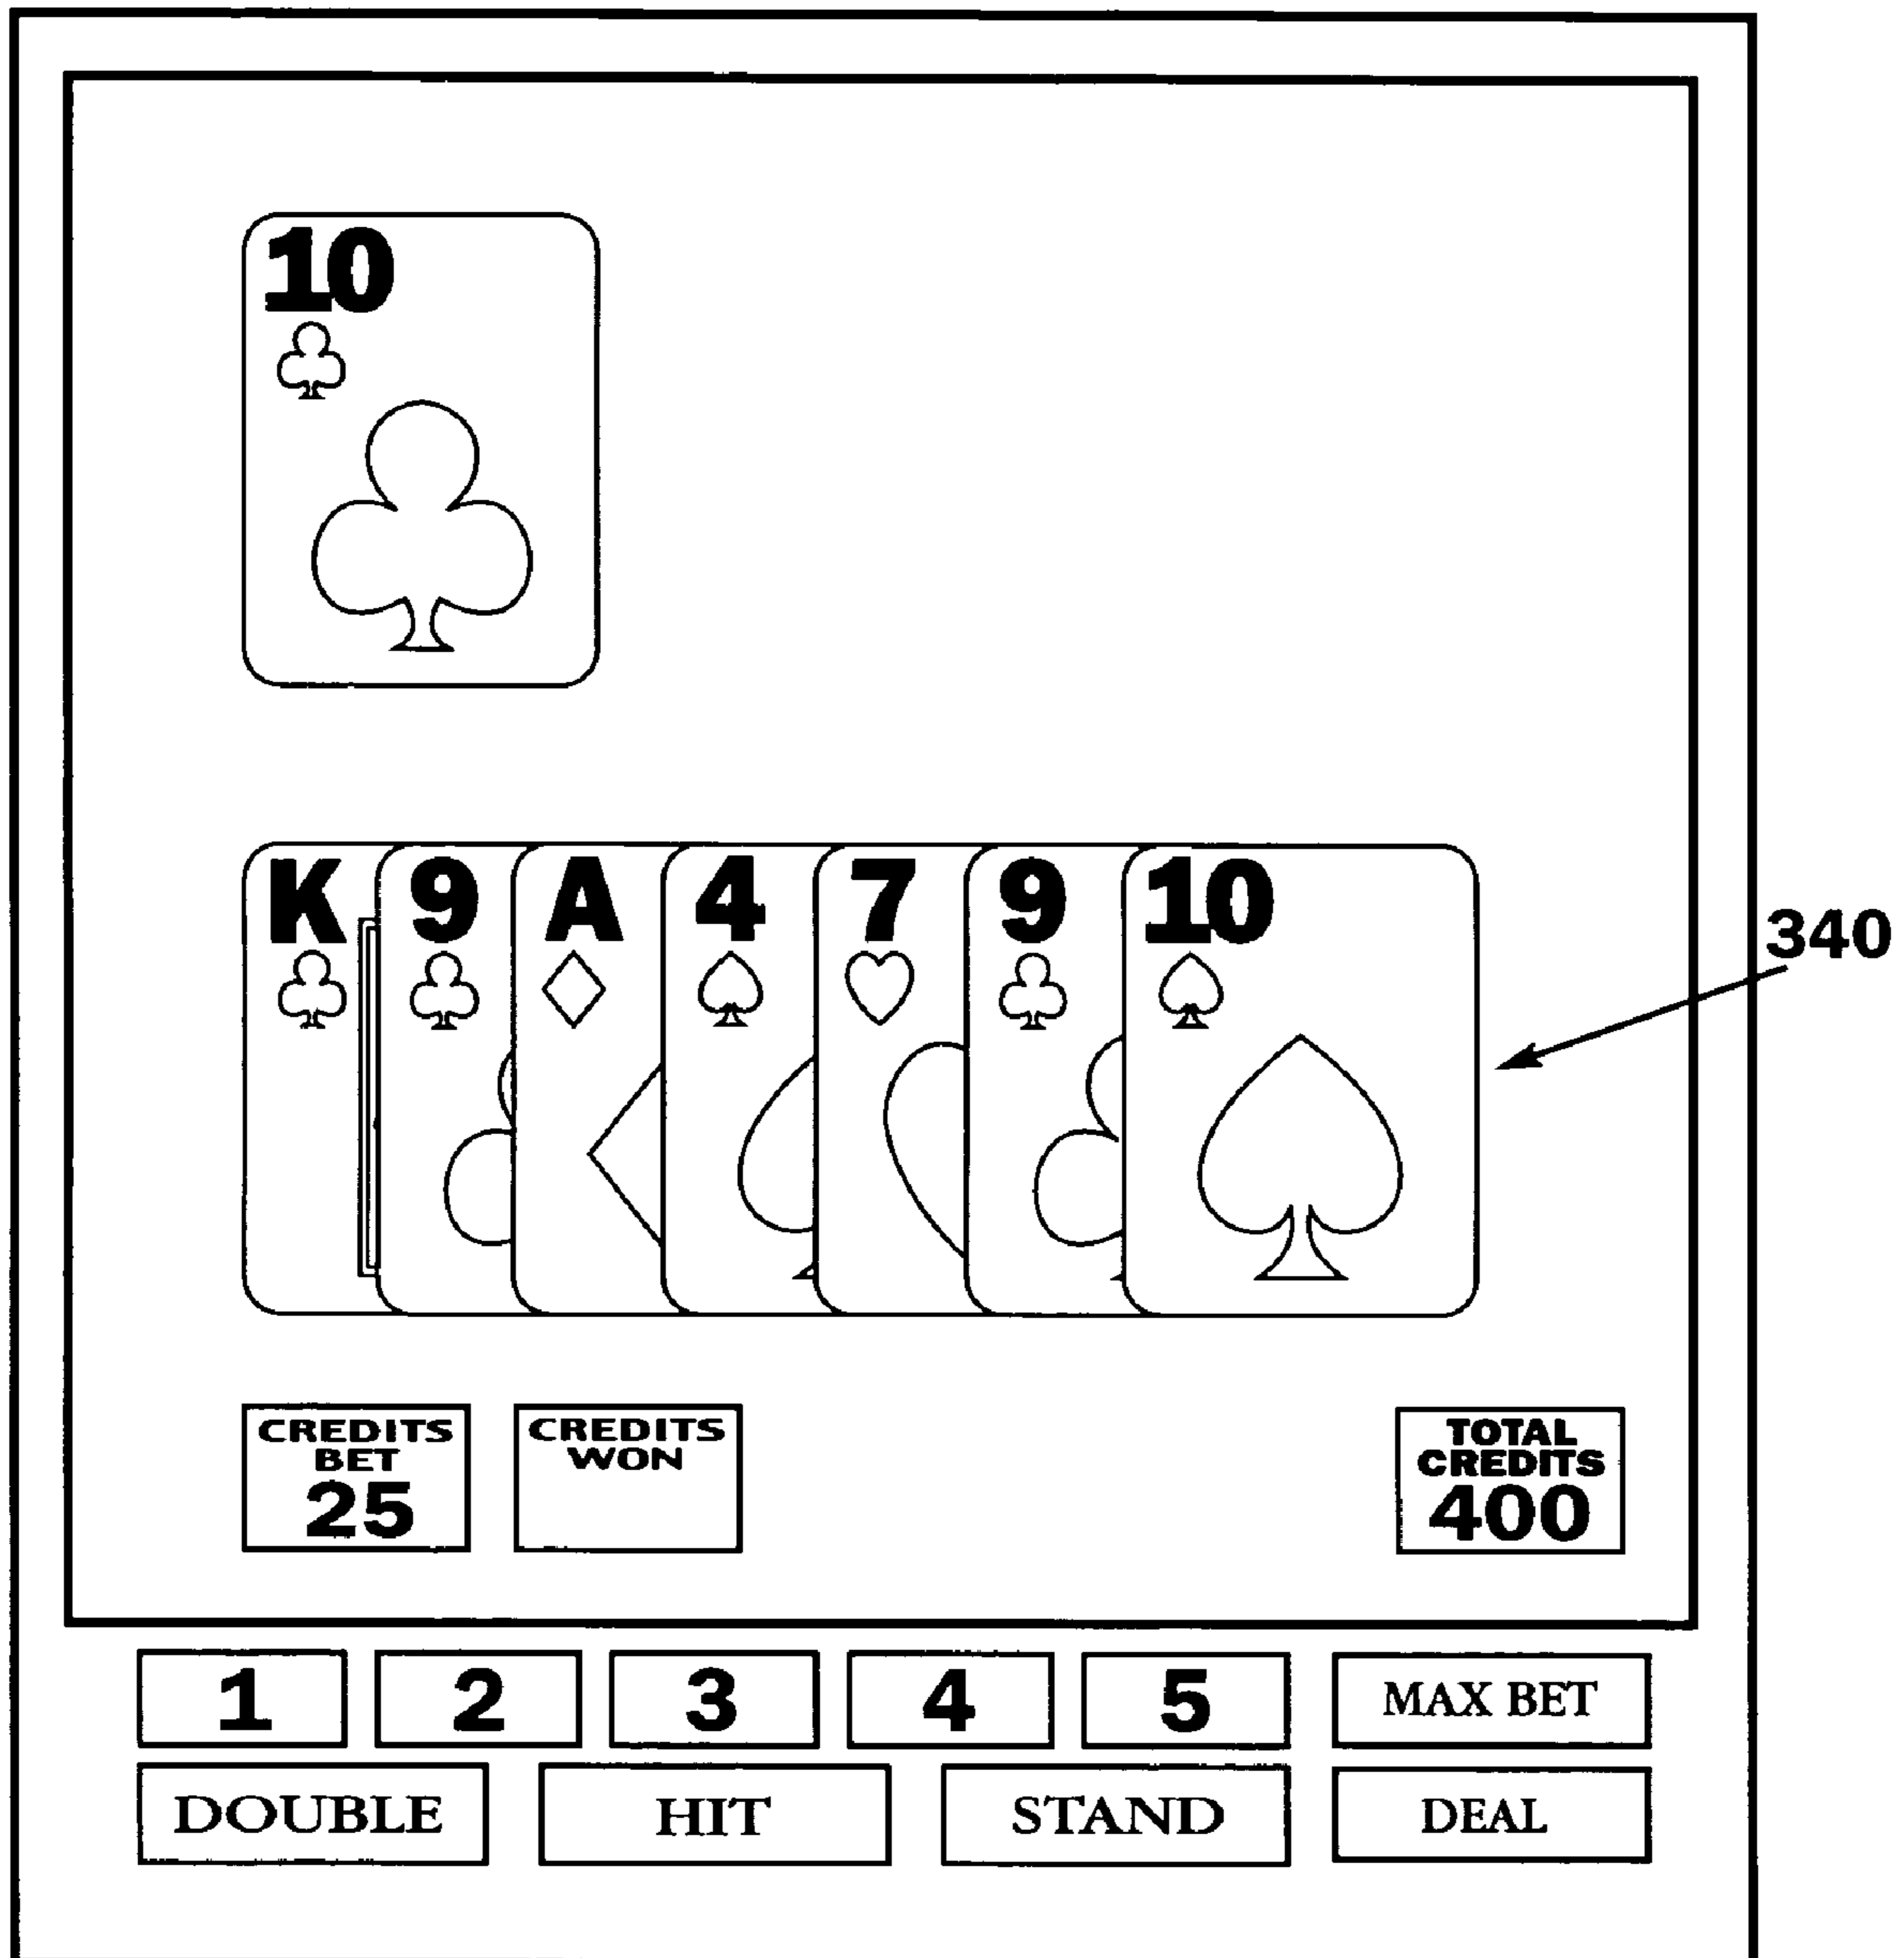 10
K 9 A 4 7 9 10
340
CREDITS
BET
25
CREDITS
WON
TOTAL
CREDITS
400
1 2 3 4 5 MAX BET
DOUBLE HIT STAND DEAL